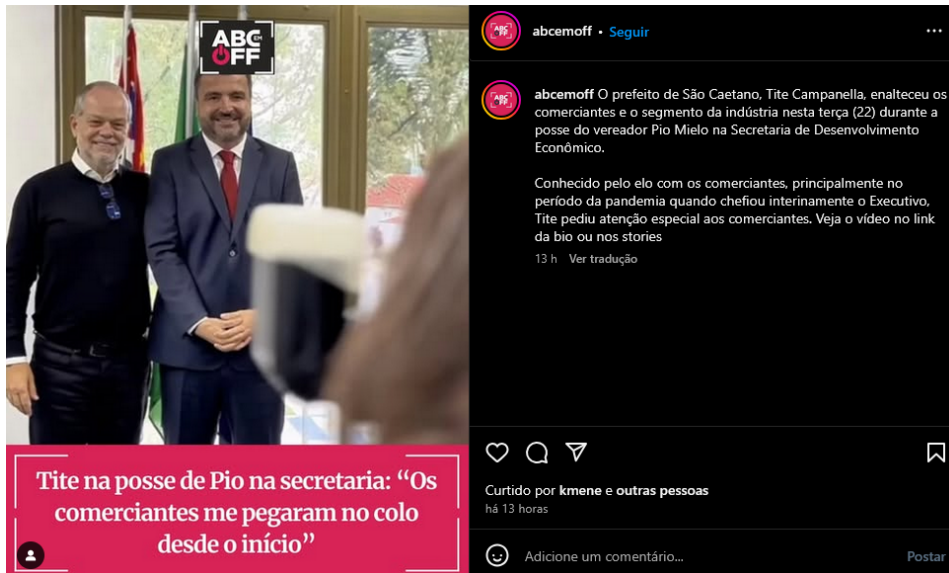 ABC EM
OFF
Tite na posse de Pio na secretaria: “Os
comerciantes me pegaram no colo
desde o início”
abcemoff • Seguir
abcemoff O prefeito de São Caetano, Tite Campanella, enalteceu os
comerciantes e o segmento da indústria nesta terça (22) durante a
posse do vereador Pio Mielo na Secretaria de Desenvolvimento
Econômico.
Conhecido pelo elo com os comerciantes, principalmente no
período da pandemia quando chefiou interinamente o Executivo,
Tite pediu atenção especial aos comerciantes. Veja o vídeo no link
da bio ou nos stories
13 h Ver tradução
Curtido por kmene e outras pessoas
há 13 horas
Adicione um comentário... Postar